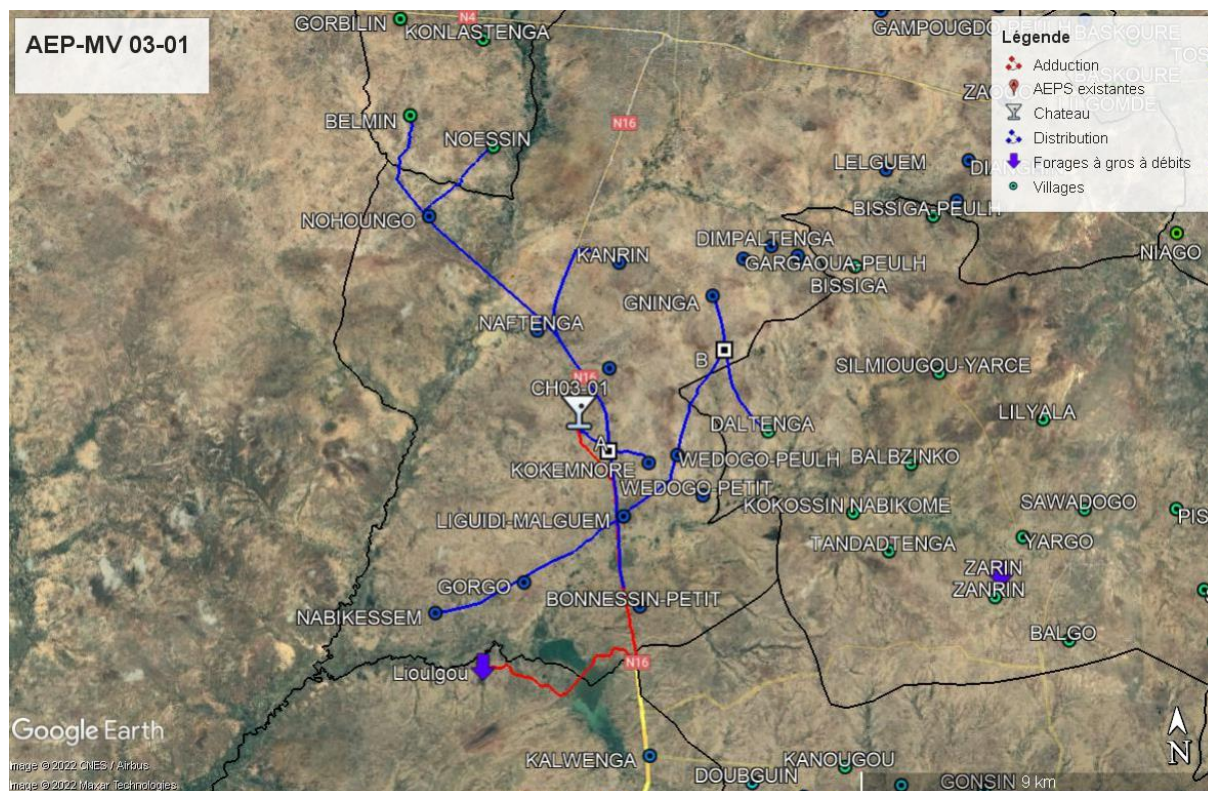 AEP-MV 03-01
GORBILIN
N4
KONLASTENGA
GAMPOUGDO-PEULH
BASKOURE
Légende
Adduction
AEPS existantes
Chateau
Distribution
Forages à gros à débits
Villages
BASKOURE
BELMIN
N16
NOESSIN
LELGUEM
NOHOUNGO
BISSIGA-PEULH
DIMPALTENGA
KANRIN
GARGAOUA-PEULH
NIAGO
BISSIGA
GNINGA
NAFTENGA
B
SILMIOUGOU-YARCE
N16
CH03-01
LILYALA
DALTENGA
A
KOKEMNORE
WEDOGO-PEULH
BALBZINKO
WEDOGO-PETIT
LIGUIDI-MALGUEM
KOKOSSIN
NABIKOME
SAWADOGO
TANDADTENGA
YARGO
ZARIN
GORGO
ZANRIN
BONNESSIN-PETIT
NABIKESSEM
BALGO
Lioulgou
N16
Google Earth
N
KALWENGA
KANOUGOU
Image © 2022 CNES / Airbus
DOUBGUIN
GONSIN
9 km
Image © 2022 Maxar Technologies